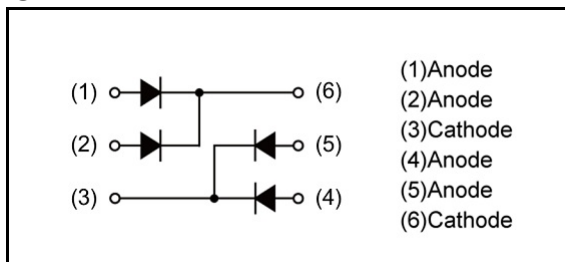 (1)
(6)
(2)
(5)
(3)
(4)
(1)Anode
(2)Anode
(3)Cathode
(4)Anode
(5)Anode
(6)Cathode